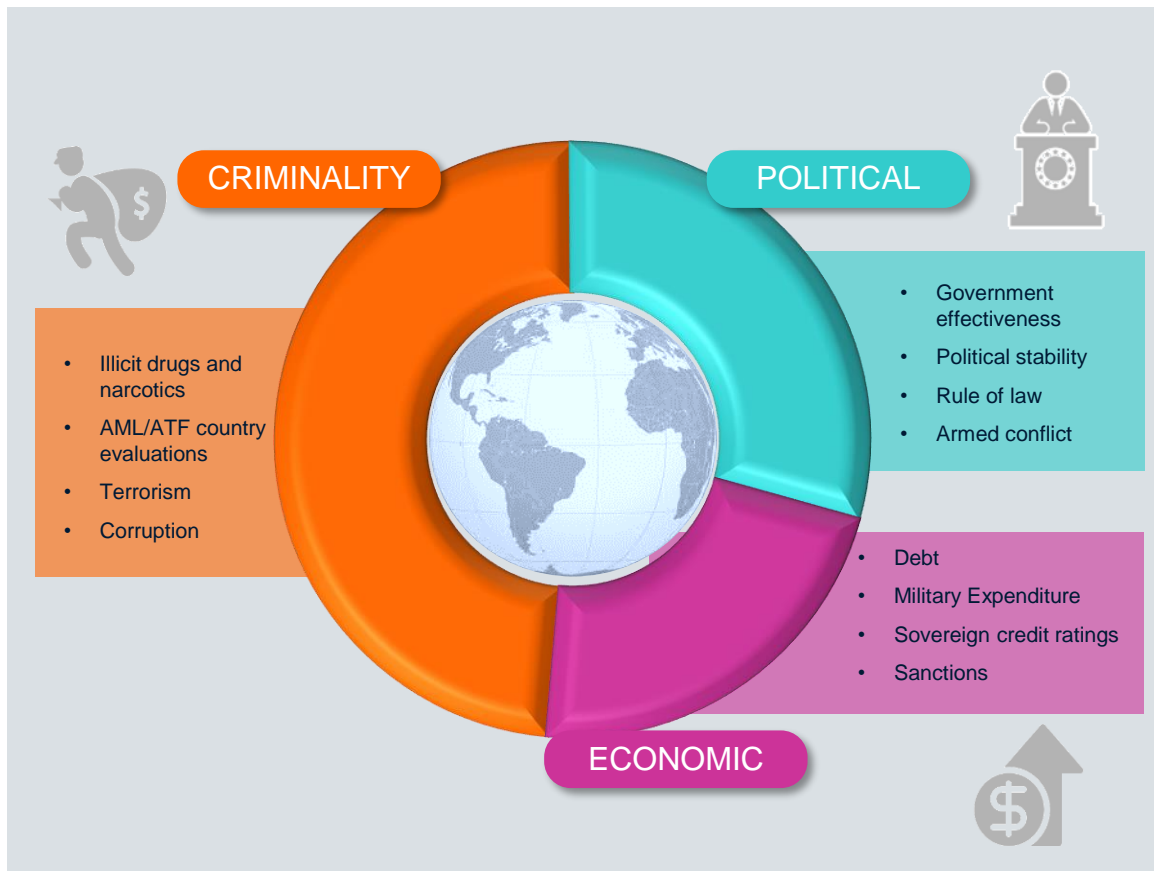 CRIMINALITY
$
• Illicit drugs and
narcotics
• AML/ATF country
evaluations
• Terrorism
• Corruption
POLITICAL
• Government
effectiveness
• Political stability
• Rule of law
• Armed conflict
• Debt
• Military Expenditure
• Sovereign credit ratings
• Sanctions
ECONOMIC
$